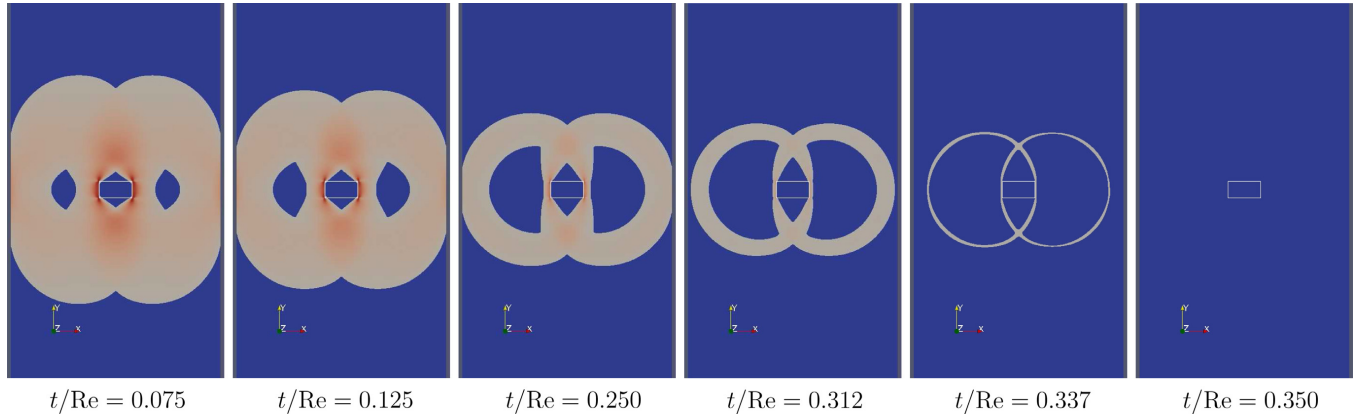 Y
Z X
Y
Z X
Y
Z X
Y
Z X
Y
Z X
Y
Z X
t/Re = 0.075
t/Re = 0.125
t/Re = 0.250
t/Re = 0.312
t/Re = 0.337
t/Re = 0.350